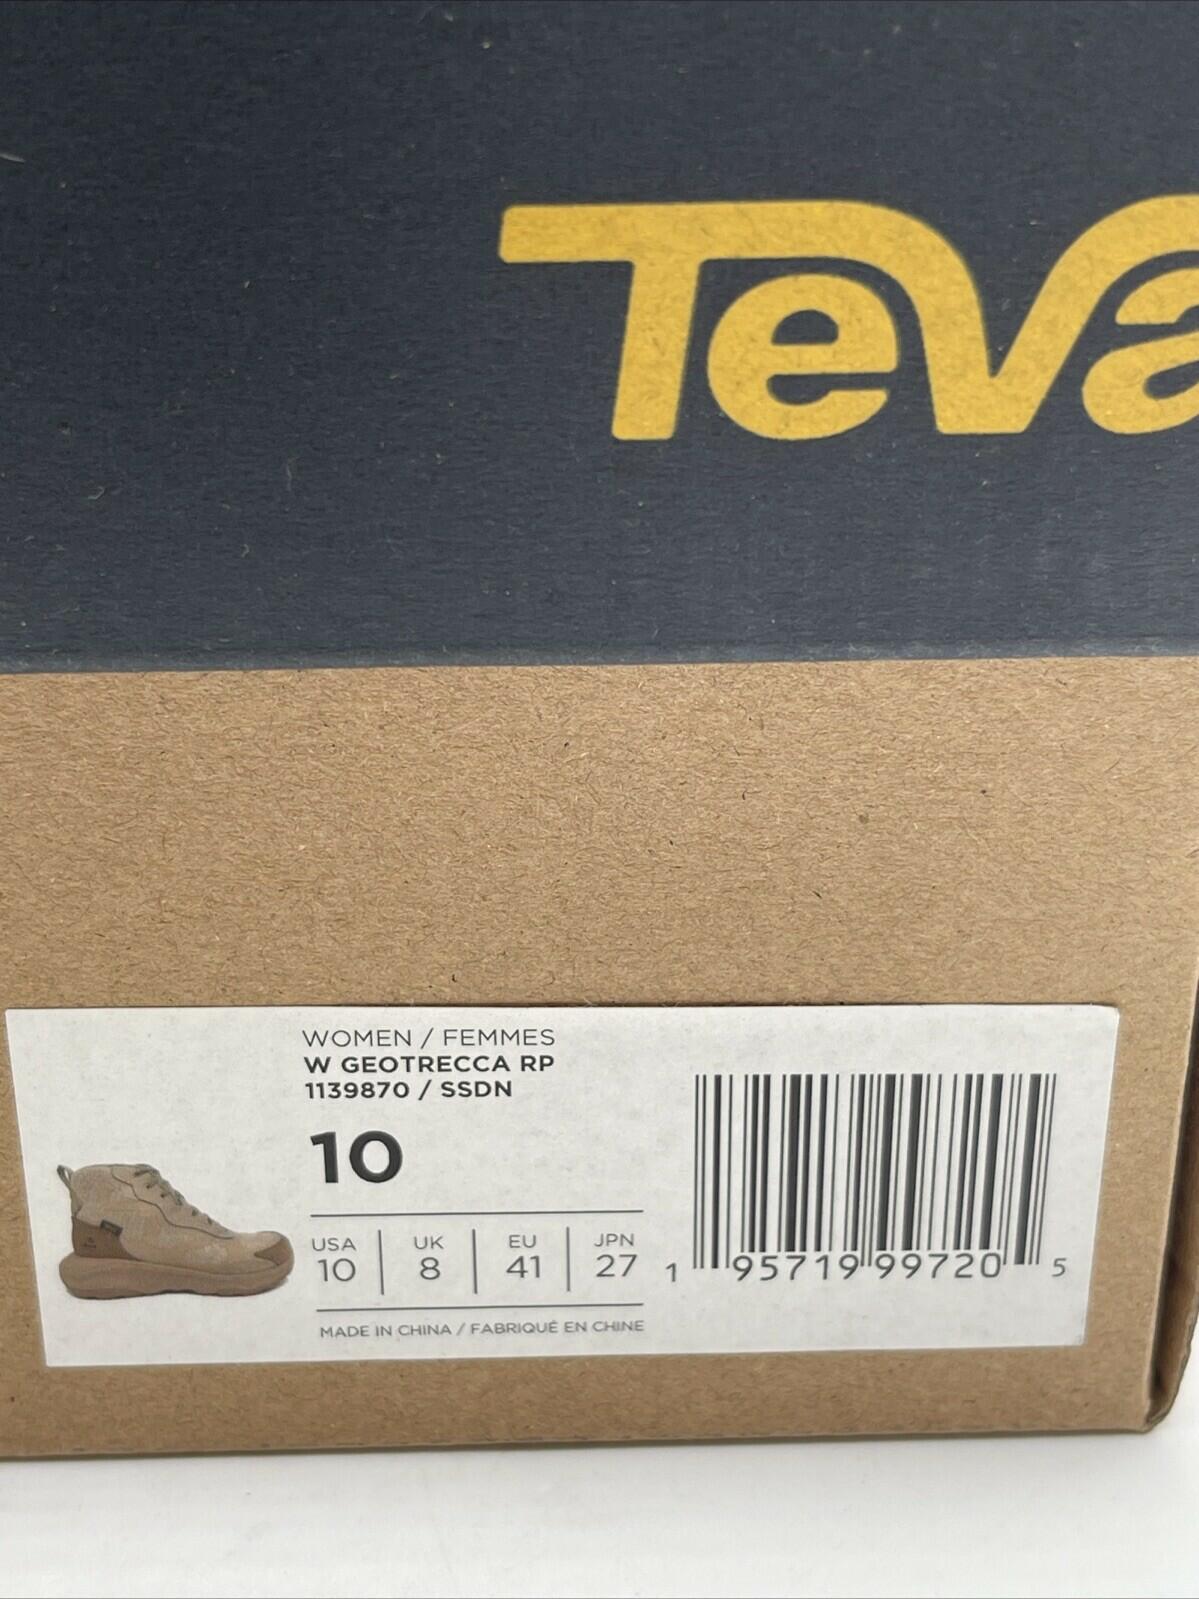 Teva
WOMEN / FEMMES
W GEOTRECCA RP
1139870 / SSDN
10
USA UK EU JPN
10 8 41 27
MADE IN CHINA / FABRIQUÉ EN CHINE
1 95719 99720 5